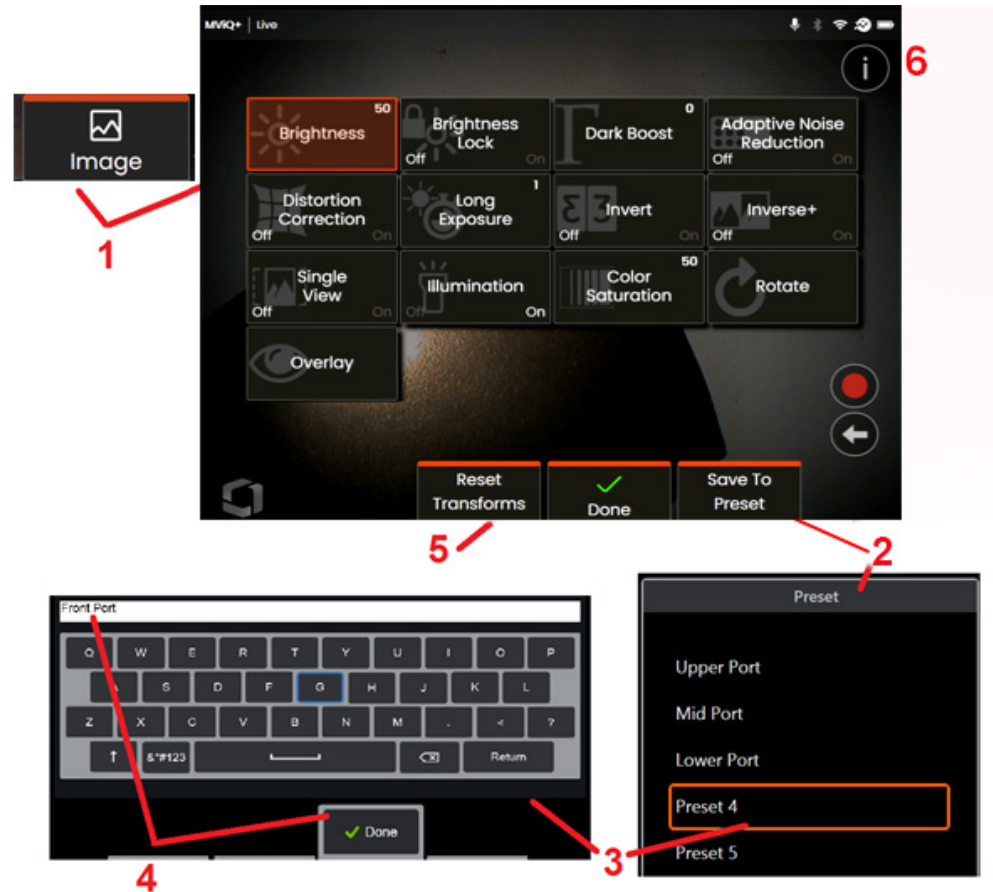 MViQ+ | Live
6
i
Image
1
50
Brightness
Brightness
Lock
Off On
0
Dark Boost
Adaptive Noise
Reduction
Off On
Distortion
Correction
Off On
1
Long
Exposure
Invert
Off On
Inverse+
Off On
Single
View
Off On
Illumination
Off On
50
Color
Saturation
Rotate
Overlay
Reset
Transforms
Done
Save To
Preset
5
2
Front Port
Q W E R T Y U I O P
A S D F G H J K L
Z X C V B N M . < ?
↑ &*#123 Return
Done
4
3
Preset
Upper Port
Mid Port
Lower Port
Preset 4
Preset 5